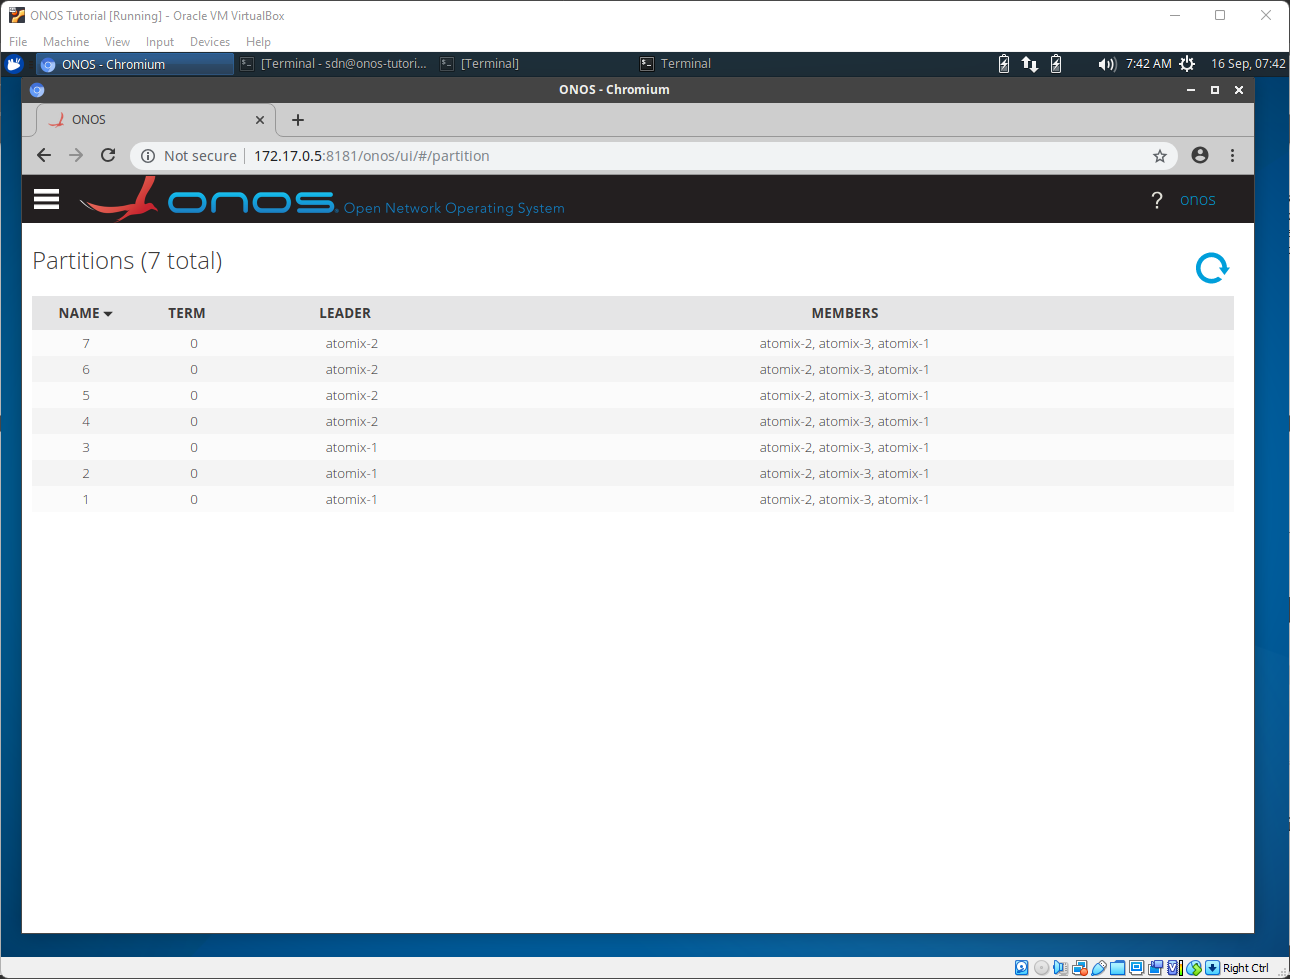 ONOS Tutorial [Running] - Oracle VM VirtualBox
File Machine View Input Devices Help
ONOS - Chromium [Terminal - sdn@onos-tutori... [Terminal] Terminal 7:42 AM 16 Sep, 07:42
ONOS - Chromium
ONOS
Not secure 172.17.0.5:8181/onos/ui/#/partition
onos. Open Network Operating System ? onos
Partitions (7 total)
NAME TERM LEADER MEMBERS
7 0 atomix-2 atomix-2, atomix-3, atomix-1
6 0 atomix-2 atomix-2, atomix-3, atomix-1
5 0 atomix-2 atomix-2, atomix-3, atomix-1
4 0 atomix-2 atomix-2, atomix-3, atomix-1
3 0 atomix-1 atomix-2, atomix-3, atomix-1
2 0 atomix-1 atomix-2, atomix-3, atomix-1
1 0 atomix-1 atomix-2, atomix-3, atomix-1
Right Ctrl